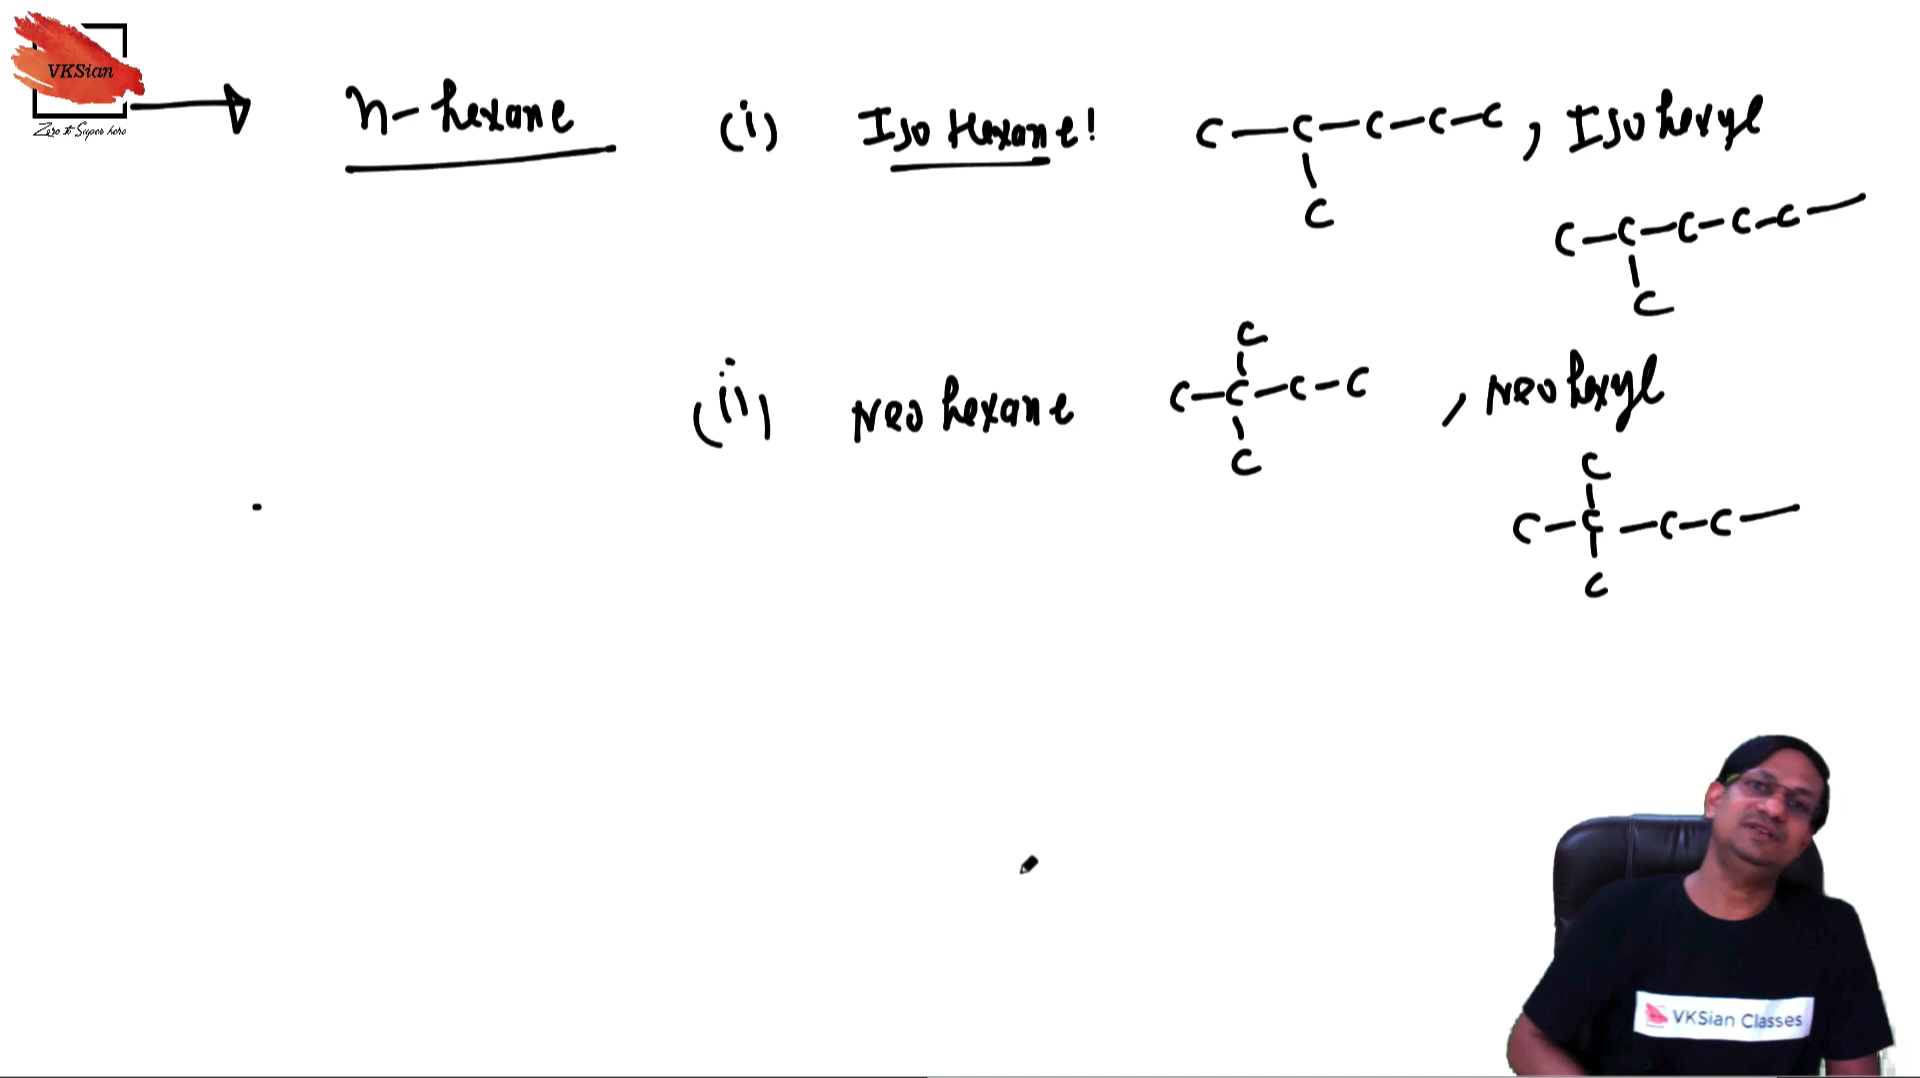 VKSian
Zero to Super hero
n-hexane
(i) Iso Hexane! C-C-C-C-C, Iso hexyl
C
C-C-C-C-C-
C
C
(ii) Neo hexane C-C-C-C, Neo hexyl
C
C
C-C-C-C-
C
VKSian Classes